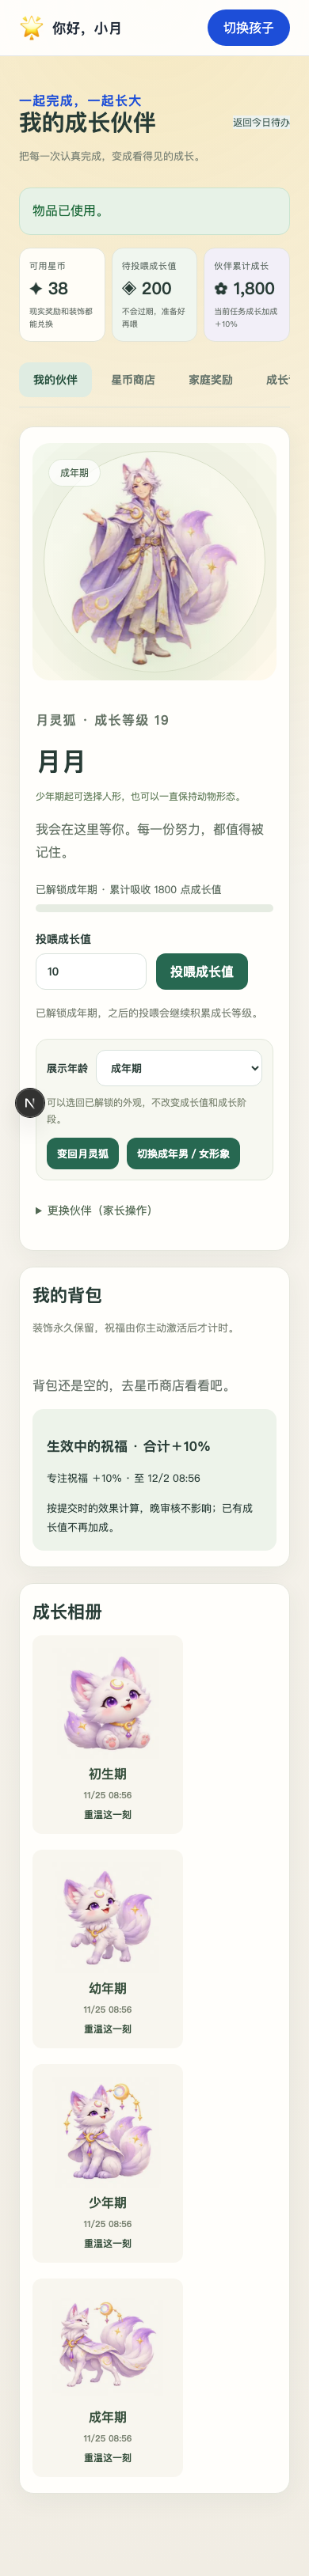 你好，小月
切换孩子
一起完成，一起长大
我的成长伙伴
返回今日待办
把每一次认真完成，变成看得见的成长。
物品已使用。
可用星币
✦ 38
现实奖励和装饰都
能兑换
待投喂成长值
◈ 200
不会过期，准备好
再喂
伙伴累计成长
✿ 1,800
当前任务成长加成
＋10%
我的伙伴
星币商店
家庭奖励
成长
成年期
月灵狐 · 成长等级 19
月月
少年期起可选择人形，也可以一直保持动物形态。
我会在这里等你。每一份努力，都值得被
记住。
已解锁成年期 · 累计吸收 1800 点成长值
投喂成长值
10
投喂成长值
已解锁成年期，之后的投喂会继续积累成长等级。
展示年龄
成年期
N
可以选回已解锁的外观，不改变成长值和成长阶
段。
变回月灵狐
切换成年男 / 女形象
▶ 更换伙伴（家长操作）
我的背包
装饰永久保留，祝福由你主动激活后才计时。
背包还是空的，去星币商店看看吧。
生效中的祝福 · 合计＋10%
专注祝福 ＋10% · 至 12/2 08:56
按提交时的效果计算，晚审核不影响；已有成
长值不再加成。
成长相册
初生期
11/25 08:56
重温这一刻
幼年期
11/25 08:56
重温这一刻
少年期
11/25 08:56
重温这一刻
成年期
11/25 08:56
重温这一刻